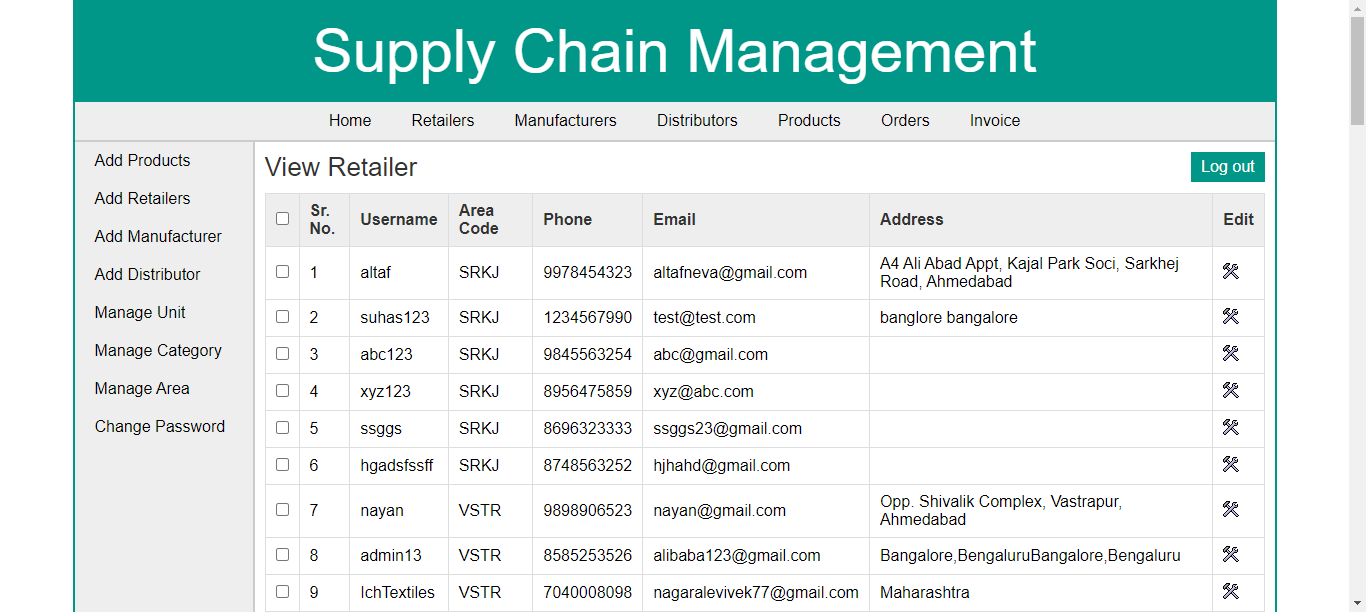 Supply Chain Management
Home Retailers Manufacturers Distributors Products Orders Invoice
Add Products
Add Retailers
Add Manufacturer
Add Distributor
Manage Unit
Manage Category
Manage Area
Change Password
View Retailer
Log out
Sr. No. Username Area Code Phone Email Address Edit
1 altaf SRKJ 9978454323 altafneva@gmail.com A4 Ali Abad Appt, Kajal Park Soci, Sarkhej
Road, Ahmedabad
2 suhas123 SRKJ 1234567990 test@test.com banglore bangalore
3 abc123 SRKJ 9845563254 abc@gmail.com
4 xyz123 SRKJ 8956475859 xyz@abc.com
5 ssggs SRKJ 8696323333 ssggs23@gmail.com
6 hgadsfssff SRKJ 8748563252 hjhahd@gmail.com
7 nayan VSTR 9898906523 nayan@gmail.com Opp. Shivalik Complex, Vastrapur,
Ahmedabad
8 admin13 VSTR 8585253526 alibaba123@gmail.com Bangalore,BengaluruBangalore,Bengaluru
9 IchTextiles VSTR 7040008098 nagaralevivek77@gmail.com Maharashtra